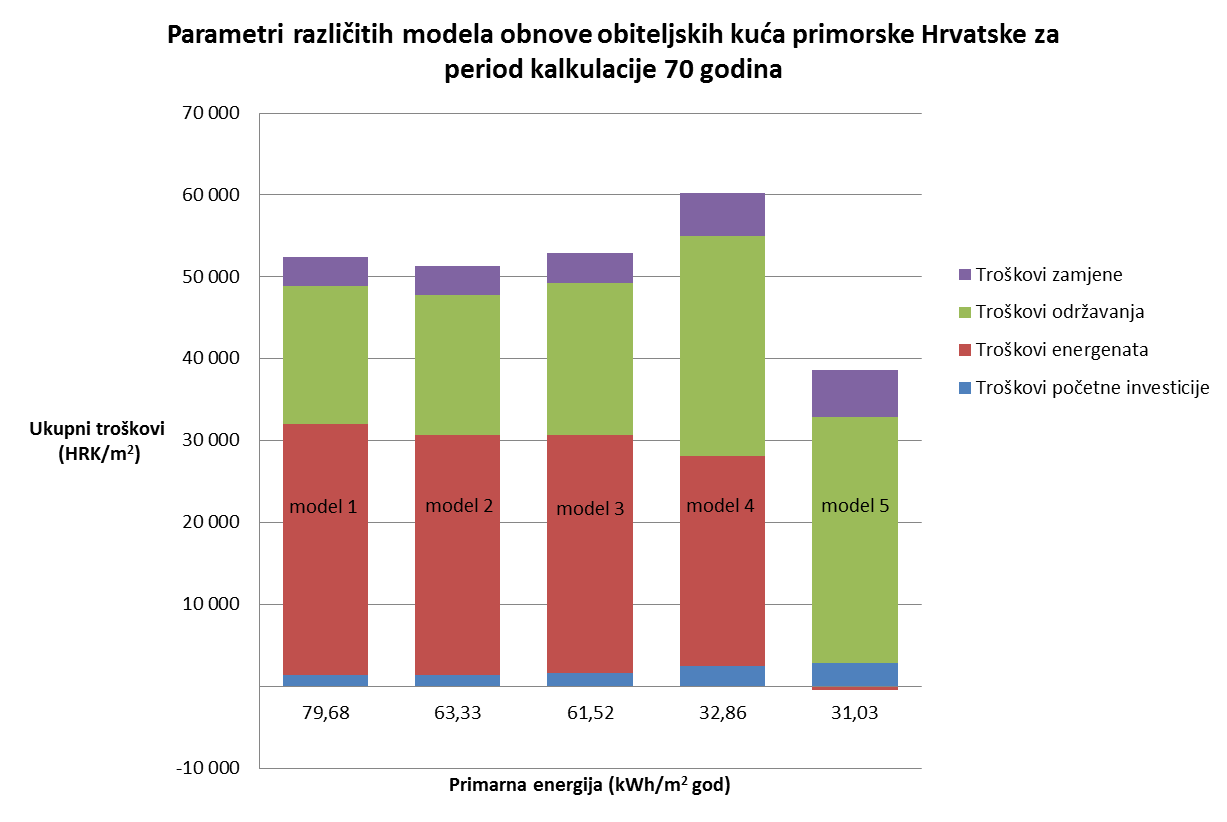 Parametri različitih modela obnove obiteljskih kuća primorske Hrvatske za
period kalkulacije 70 godina
70 000
60 000
50 000
40 000
30 000
20 000
10 000
-10 000
Ukupni troškovi
(HRK/m²)
model 1
model 2
model 3
model 4
model 5
79,68
63,33
61,52
32,86
31,03
Primarna energija (kWh/m² god)
Troškovi zamjene
Troškovi održavanja
Troškovi energenata
Troškovi početne investicije